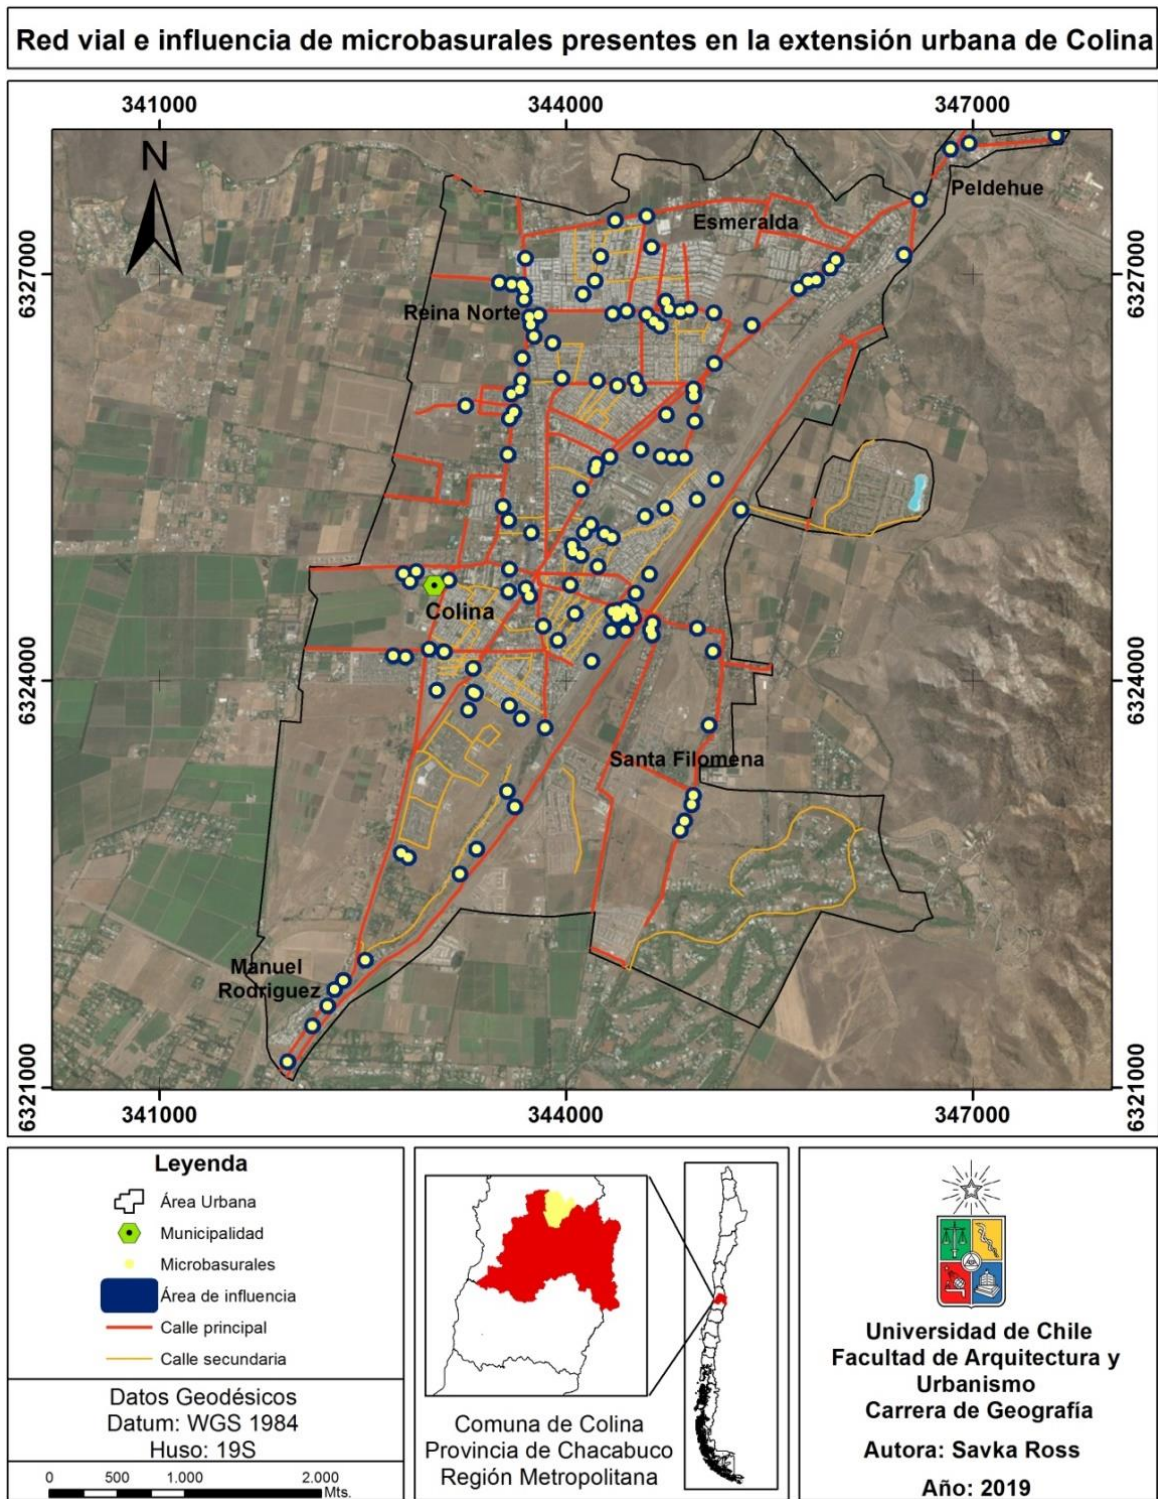 Red vial e influencia de microbasurales presentes en la extensión urbana de Colina
341000
344000
347000
N
Peldehue
Esmeralda
6327000
6327000
Reina Norte
Colina
6324000
6324000
Santa Filomena
Manuel
Rodriguez
6321000
6321000
341000
344000
347000
Leyenda
Área Urbana
Municipalidad
Microbasurales
Área de influencia
Calle principal
Calle secundaria
Datos Geodésicos
Datum: WGS 1984
Huso: 19S
0 500 1.000 2.000
Mts.
Comuna de Colina
Provincia de Chacabuco
Región Metropolitana
Universidad de Chile
Facultad de Arquitectura y
Urbanismo
Carrera de Geografía
Autora: Savka Ross
Año: 2019